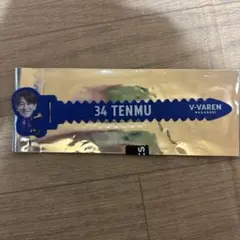 34 TENMU
V-VAREN
NAGASAKI